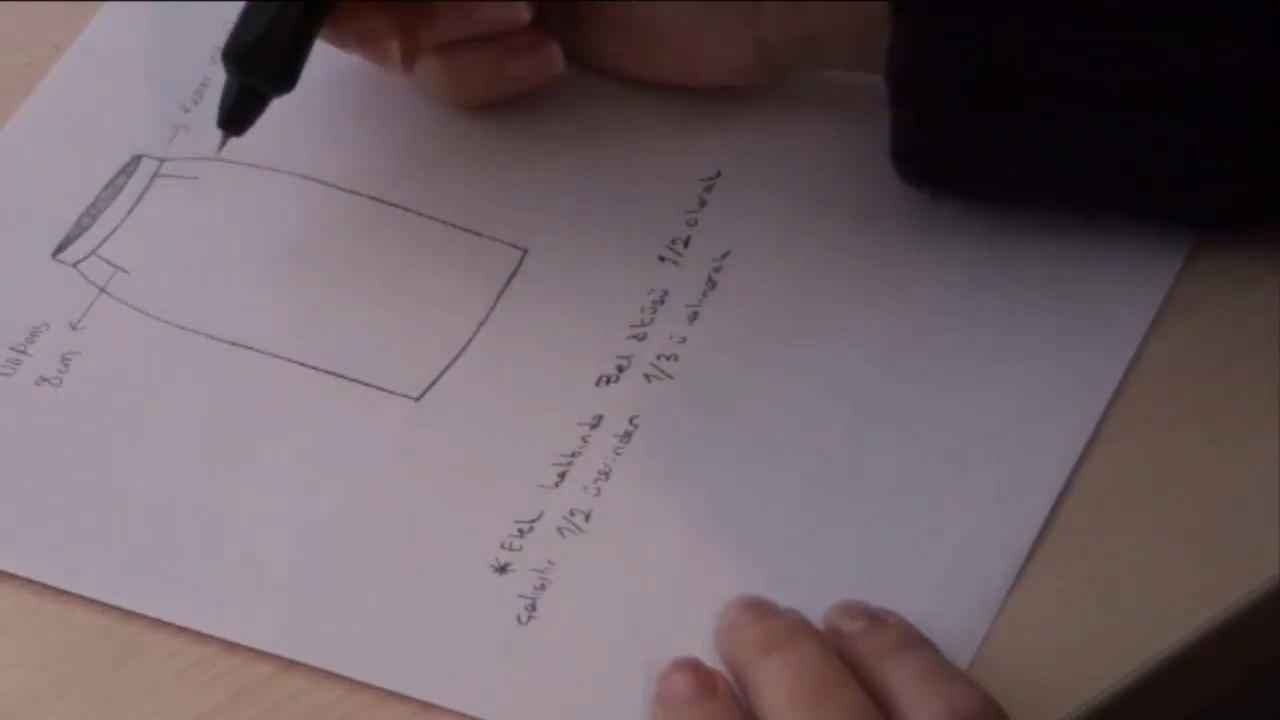 8cm
* Etek kalıbında Bel ölçüsü 1/2 olarak
çalışılır 1/2 üzerinden 1/3 ü alınarak